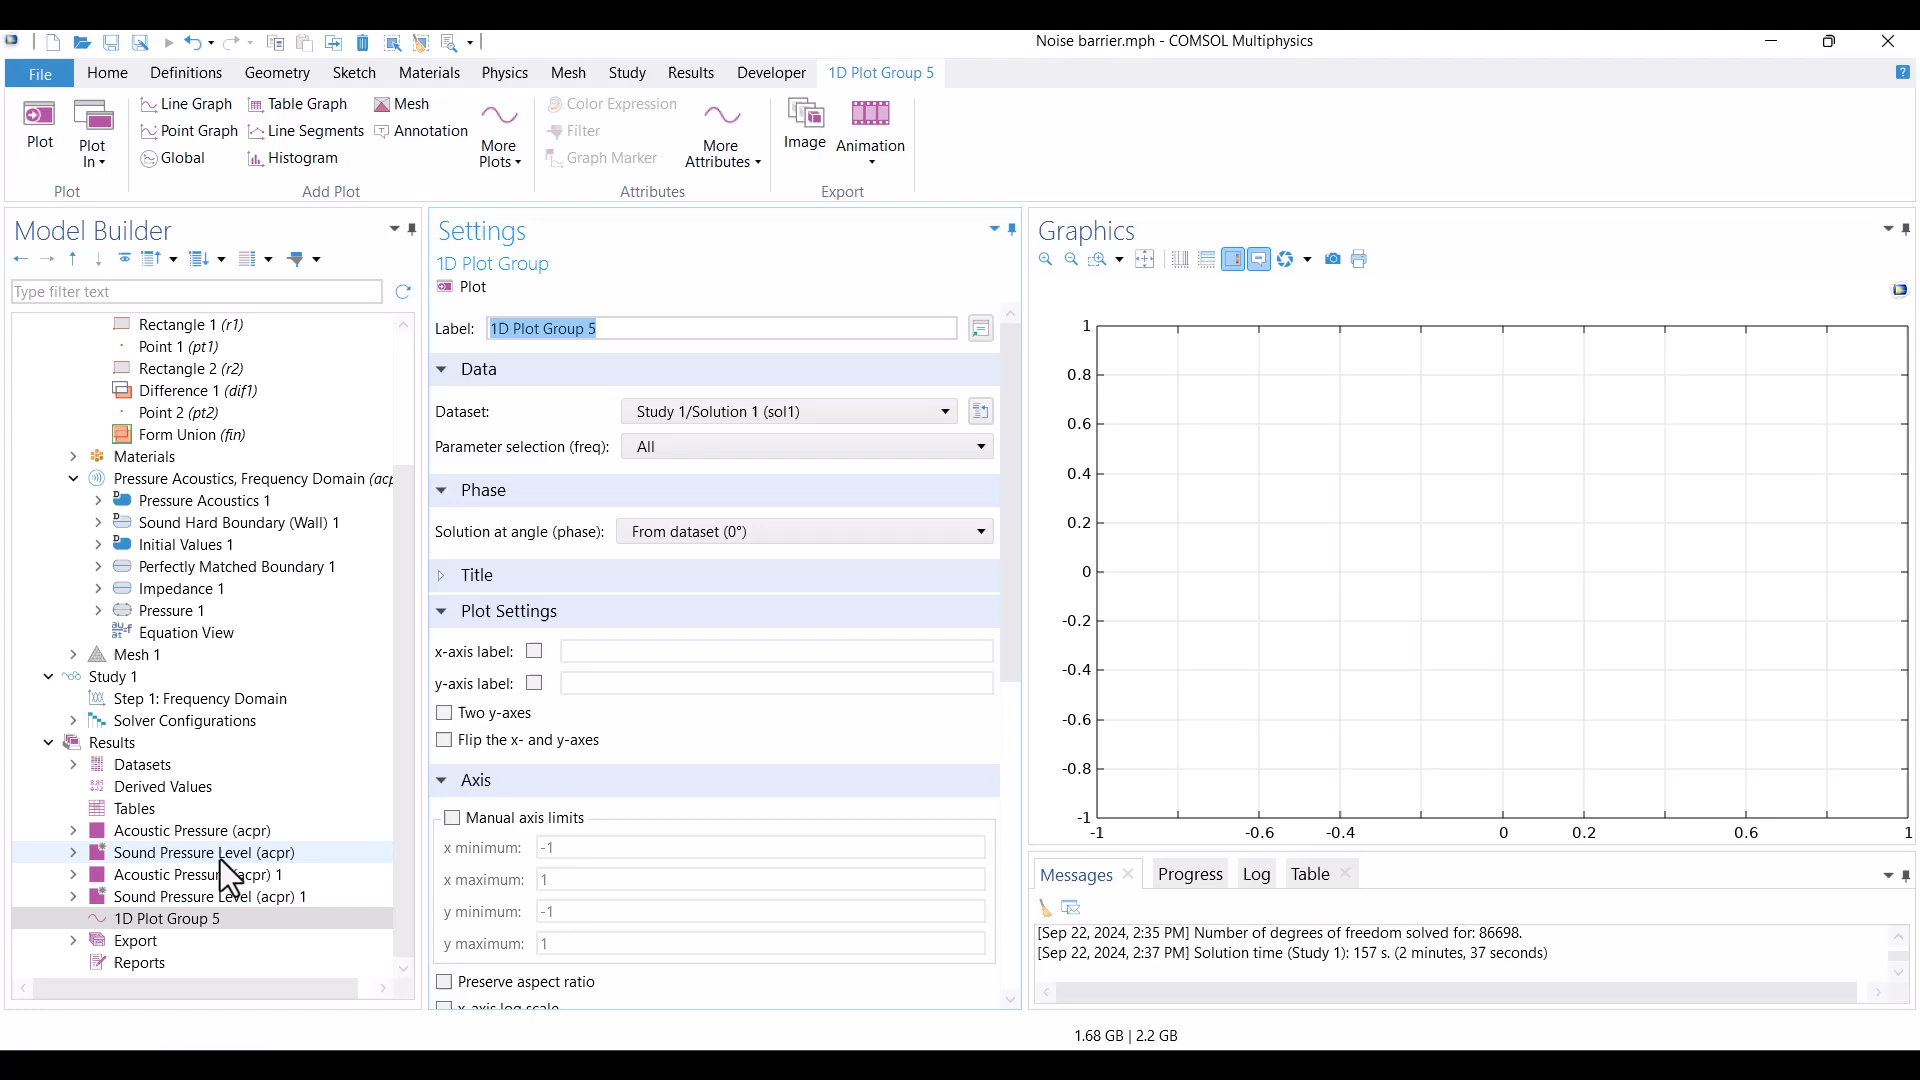 Noise barrier.mph - COMSOL Multiphysics
File Home Definitions Geometry Sketch Materials Physics Mesh Study Results Developer 1D Plot Group 5
Plot
Plot In
Line Graph
Point Graph
Global
Table Graph
Line Segments
Histogram
Mesh
Annotation
More Plots
Color Expression
Filter
Graph Marker
More Attributes
Image
Animation
Plot Add Plot Attributes Export
Model Builder
Type filter text
Rectangle 1 (r1)
Point 1 (pt1)
Rectangle 2 (r2)
Difference 1 (dif1)
Point 2 (pt2)
Form Union (fin)
Materials
Pressure Acoustics, Frequency Domain (acp
Pressure Acoustics 1
Sound Hard Boundary (Wall) 1
Initial Values 1
Perfectly Matched Boundary 1
Impedance 1
Pressure 1
Equation View
Mesh 1
Study 1
Step 1: Frequency Domain
Solver Configurations
Results
Datasets
Derived Values
Tables
Acoustic Pressure (acpr)
Sound Pressure Level (acpr)
Acoustic Pressu acpr) 1
Sound Pressure Level (acpr) 1
1D Plot Group 5
Export
Reports
Settings
1D Plot Group
Plot
Label: 1D Plot Group 5
Data
Dataset: Study 1/Solution 1 (sol1)
Parameter selection (freq): All
Phase
Solution at angle (phase): From dataset (0°)
Title
Plot Settings
x-axis label:
y-axis label:
Two y-axes
Flip the x- and y-axes
Axis
Manual axis limits
x minimum: -1
x maximum: 1
y minimum: -1
y maximum: 1
Preserve aspect ratio
x-axis log scale
Graphics
1
0.8
0.6
0.4
0.2
0
-0.2
-0.4
-0.6
-0.8
-1
-1 -0.6 -0.4 0 0.2 0.6 1
Messages Progress Log Table
[Sep 22, 2024, 2:35 PM] Number of degrees of freedom solved for: 86698.
[Sep 22, 2024, 2:37 PM] Solution time (Study 1): 157 s. (2 minutes, 37 seconds)
1.68 GB | 2.2 GB